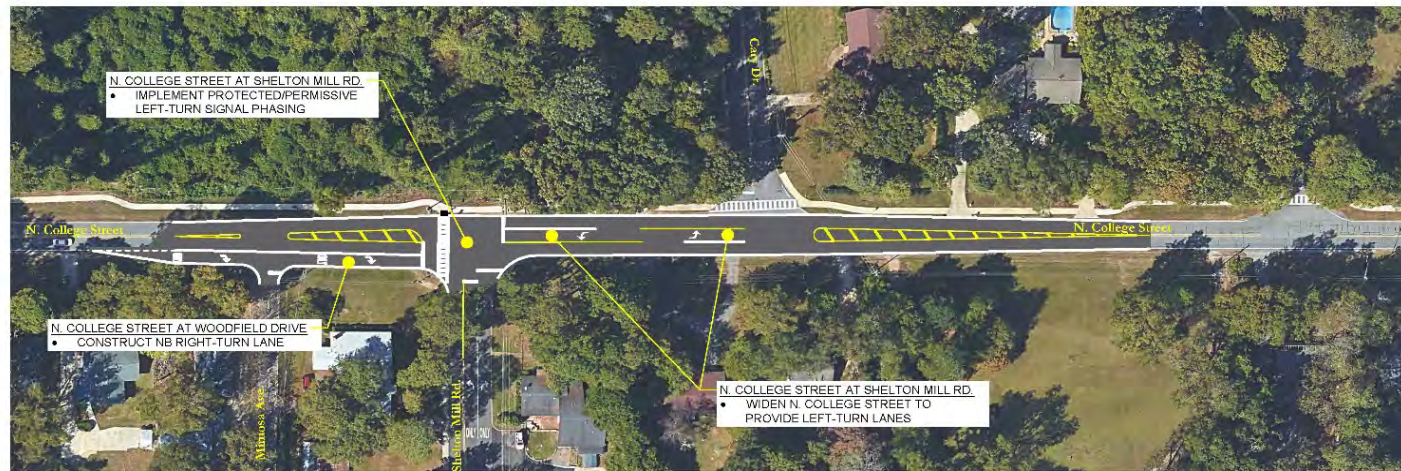 Cary Dr.
N. COLLEGE STREET AT SHELTON MILL RD.
• IMPLEMENT PROTECTED/PERMISSIVE
LEFT-TURN SIGNAL PHASING
N. College Street
N. College Street
N. COLLEGE STREET AT WOODFIELD DRIVE
• CONSTRUCT NB RIGHT-TURN LANE
N. COLLEGE STREET AT SHELTON MILL RD.
• WIDEN N. COLLEGE STREET TO
PROVIDE LEFT-TURN LANES
Mimosa Ave.
Shelton Mill Rd.
ONLY ONLY